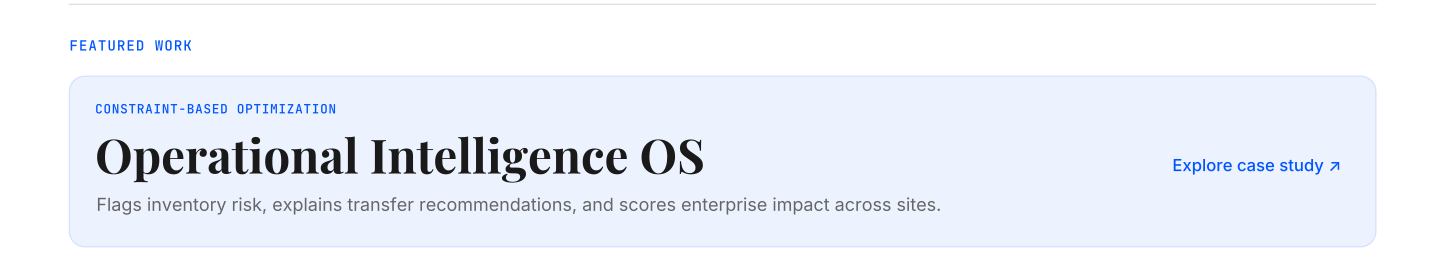 FEATURED WORK
CONSTRAINT-BASED OPTIMIZATION
Operational Intelligence OS
Explore case study ↗
Flags inventory risk, explains transfer recommendations, and scores enterprise impact across sites.